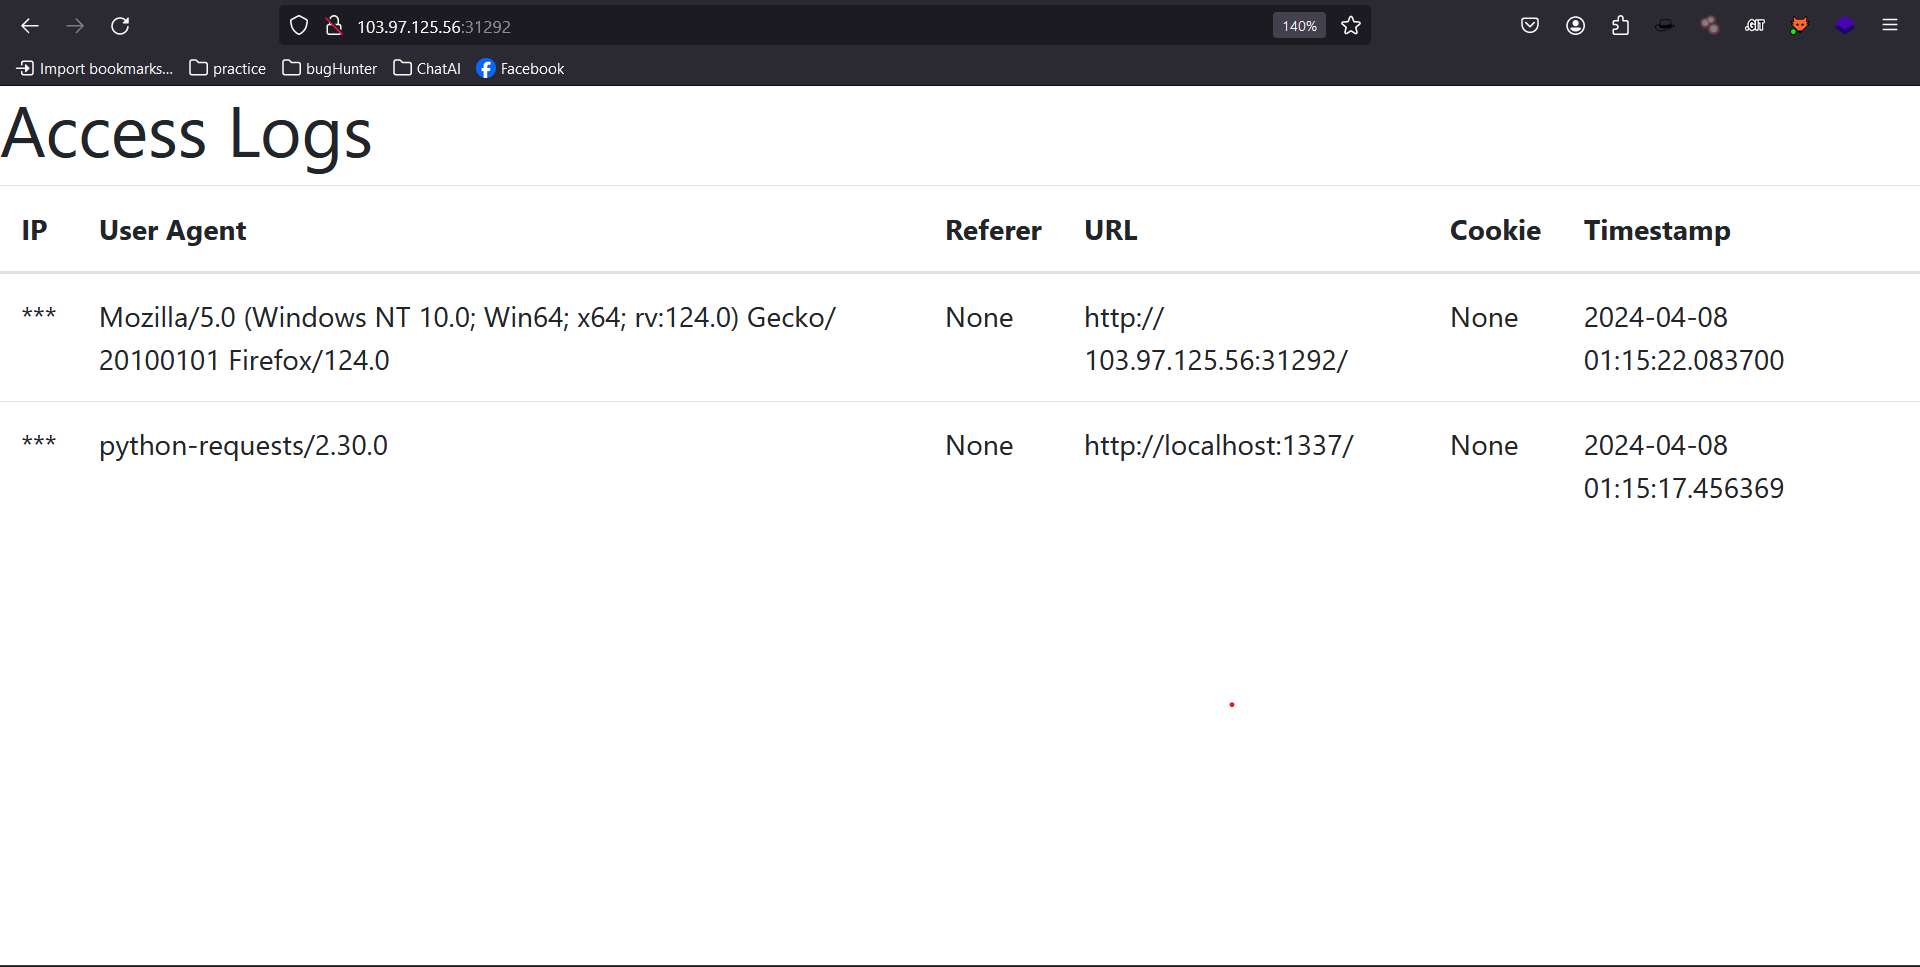 103.97.125.56:31292
140%
.GIT
Import bookmarks...
practice
bugHunter
ChatAI
Facebook
Access Logs
IP User Agent Referer URL Cookie Timestamp
*** Mozilla/5.0 (Windows NT 10.0; Win64; x64; rv:124.0) Gecko/ None http:// None 2024-04-08
20100101 Firefox/124.0 103.97.125.56:31292/ 01:15:22.083700
*** python-requests/2.30.0 None http://localhost:1337/ None 2024-04-08
01:15:17.456369